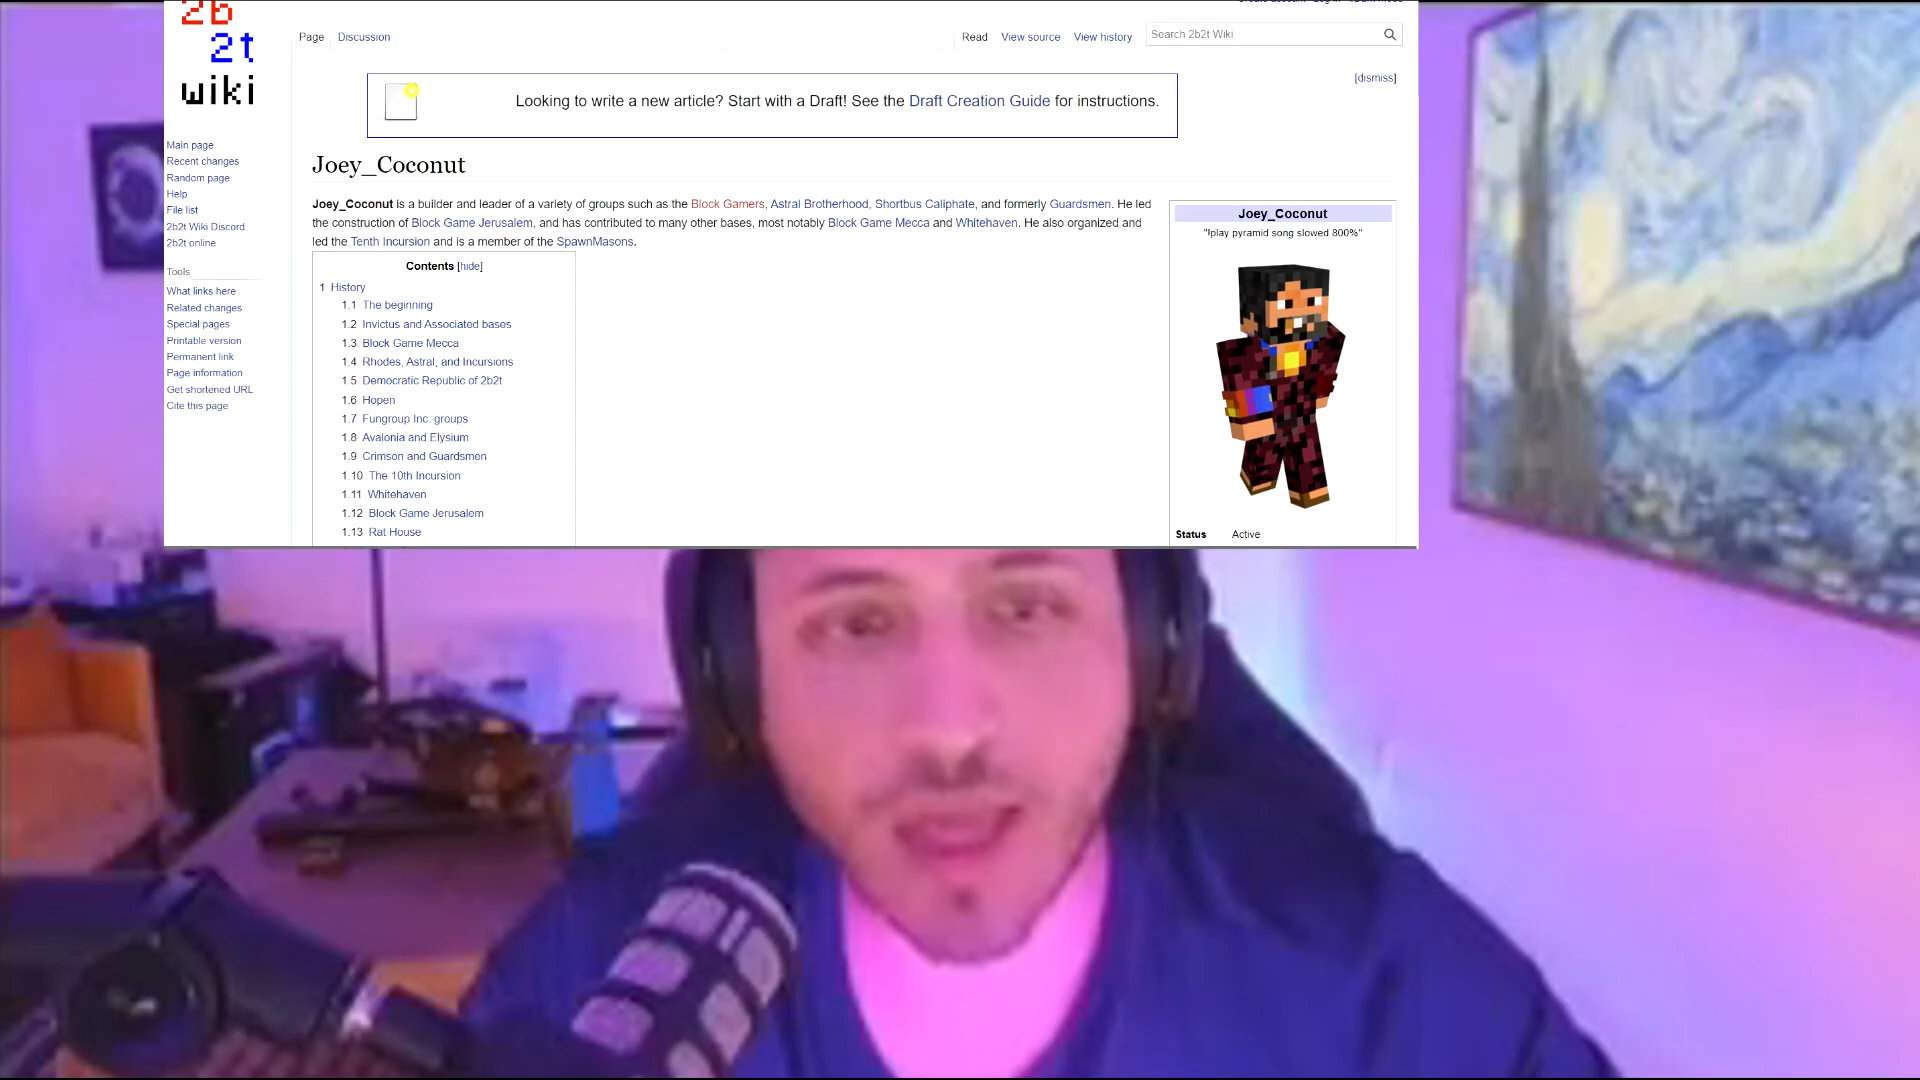 2b
2t
wiki
Page Discussion
Read View source View history
Search 2b2t Wiki
[dismiss]
Looking to write a new article? Start with a Draft! See the Draft Creation Guide for instructions.
Main page
Recent changes
Random page
Help
File list
2b2t Wiki Discord
2b2t.online
Tools
What links here
Related changes
Special pages
Printable version
Permanent link
Page information
Get shortened URL
Cite this page
Joey_Coconut
Joey_Coconut is a builder and leader of a variety of groups such as the Block Gamers, Astral Brotherhood, Shortbus Caliphate, and formerly Guardsmen. He led
the construction of Block Game Jerusalem, and has contributed to many other bases, most notably Block Game Mecca and Whitehaven. He also organized and
led the Tenth Incursion and is a member of the SpawnMasons.
Contents [hide]
1 History
1.1 The beginning
1.2 Invictus and Associated bases
1.3 Block Game Mecca
1.4 Rhodes, Astral, and Incursions
1.5 Democratic Republic of 2b2t
1.6 Hopen
1.7 Fungroup Inc. groups
1.8 Avalonia and Elysium
1.9 Crimson and Guardsmen
1.10 The 10th Incursion
1.11 Whitehaven
1.12 Block Game Jerusalem
1.13 Rat House
Joey_Coconut
"!play pyramid song slowed 800%"
Status Active